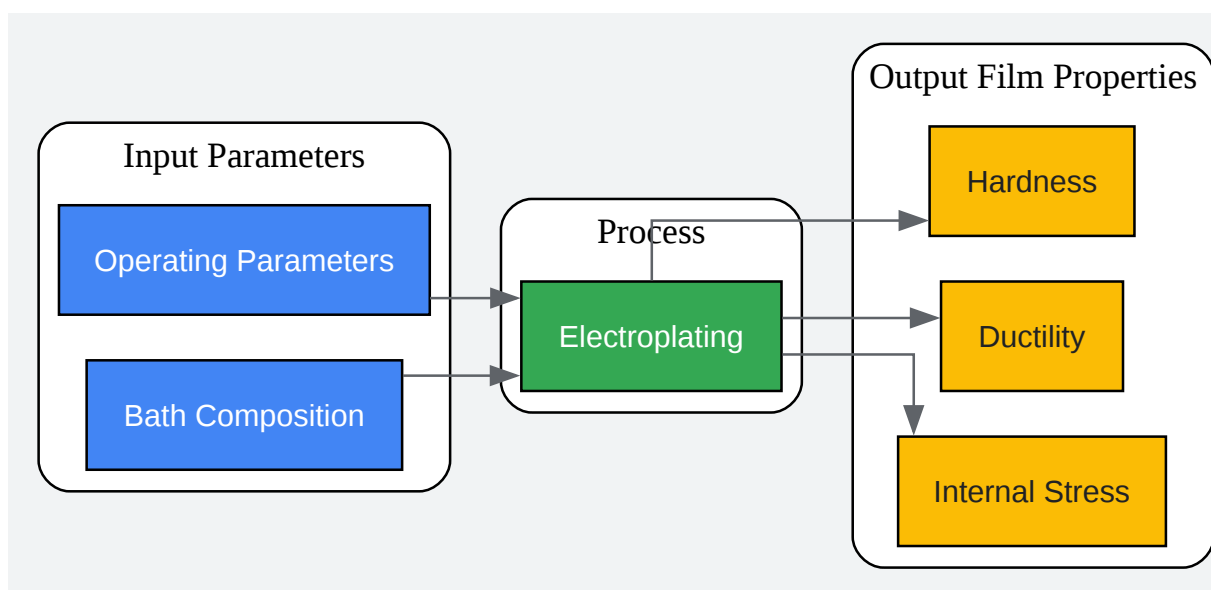 Input Parameters
Operating Parameters
Bath Composition
Process
Electroplating
Output Film Properties
Hardness
Ductility
Internal Stress